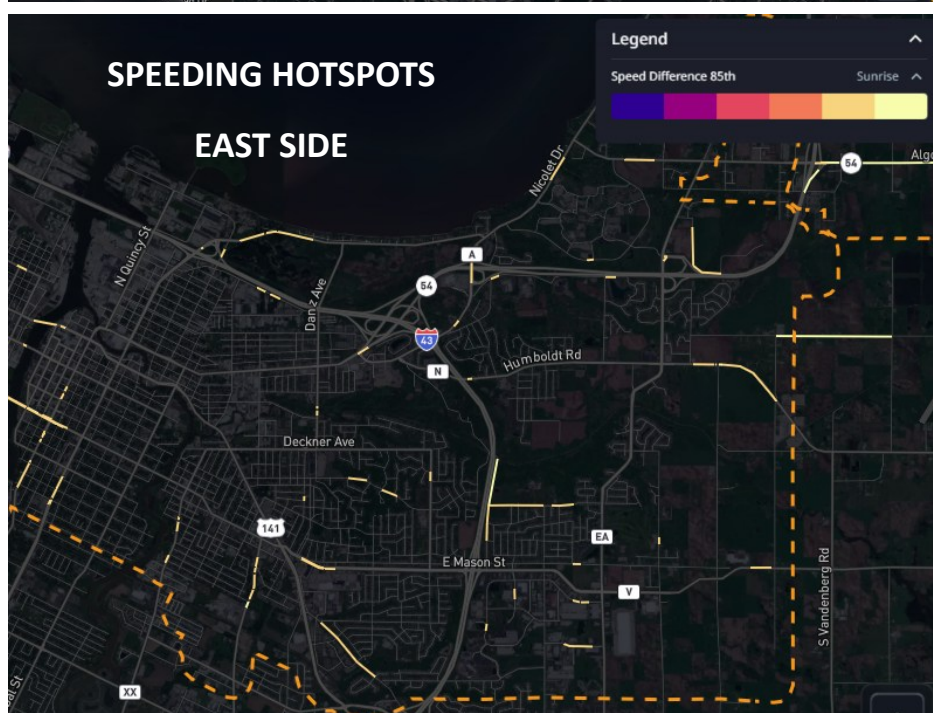 SPEEDING HOTSPOTS
EAST SIDE
Legend
Speed Difference 85th
Sunrise
54
Nicolet Dr
N Quincy St
A
54
Danz Ave
43
Humboldt Rd
N
Deckner Ave
141
EA
E Mason St
V
S Vandenberg Rd
XX